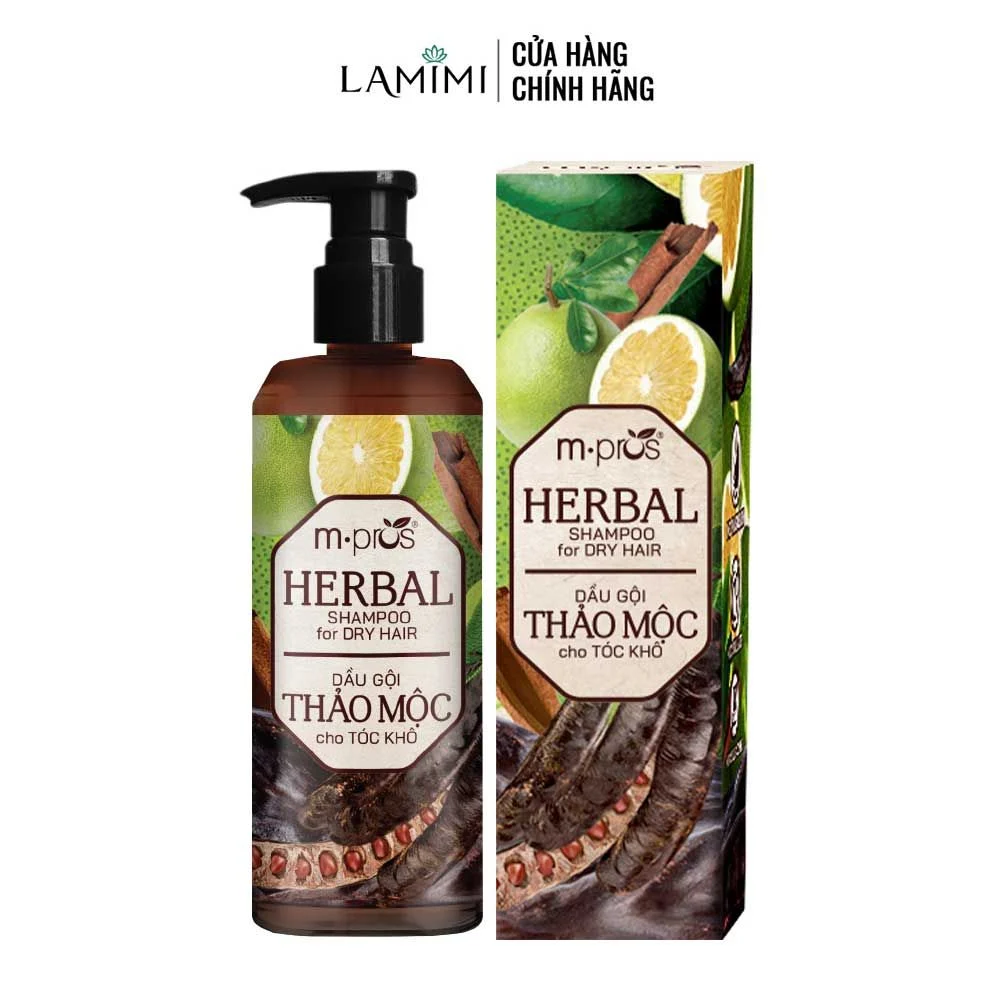 LAMIMI
CỬA HÀNG
CHÍNH HÃNG
m•pros®
HERBAL
SHAMPOO
for DRY HAIR
DẦU GỘI
THẢO MỘC
cho TÓC KHÔ
m•pros®
HERBAL
SHAMPOO
for DRY HAIR
DẦU GỘI
THẢO MỘC
cho TÓC KHÔ